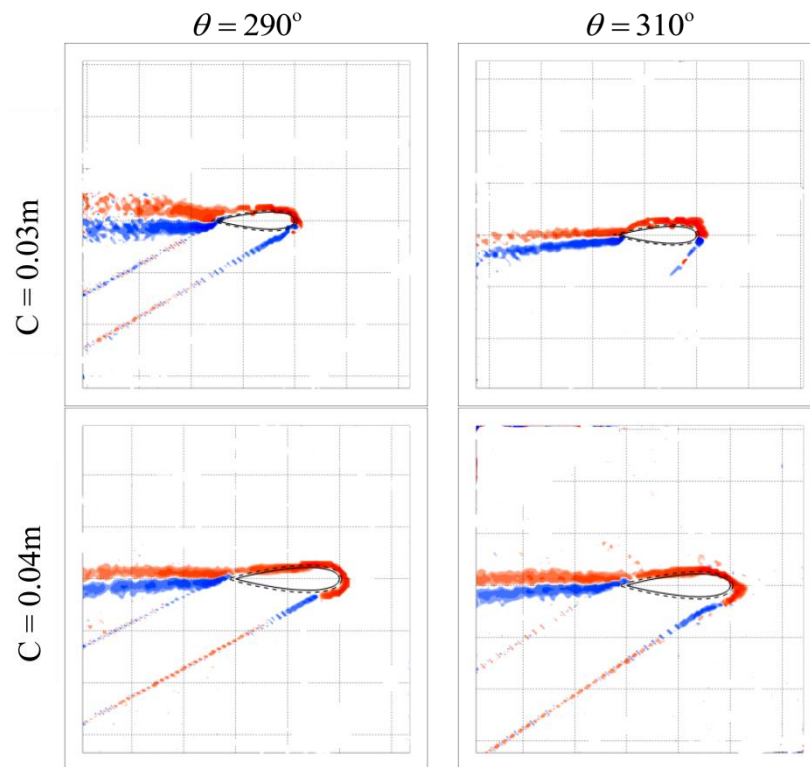 θ = 290°
θ = 310°
C = 0.03m
C = 0.04m